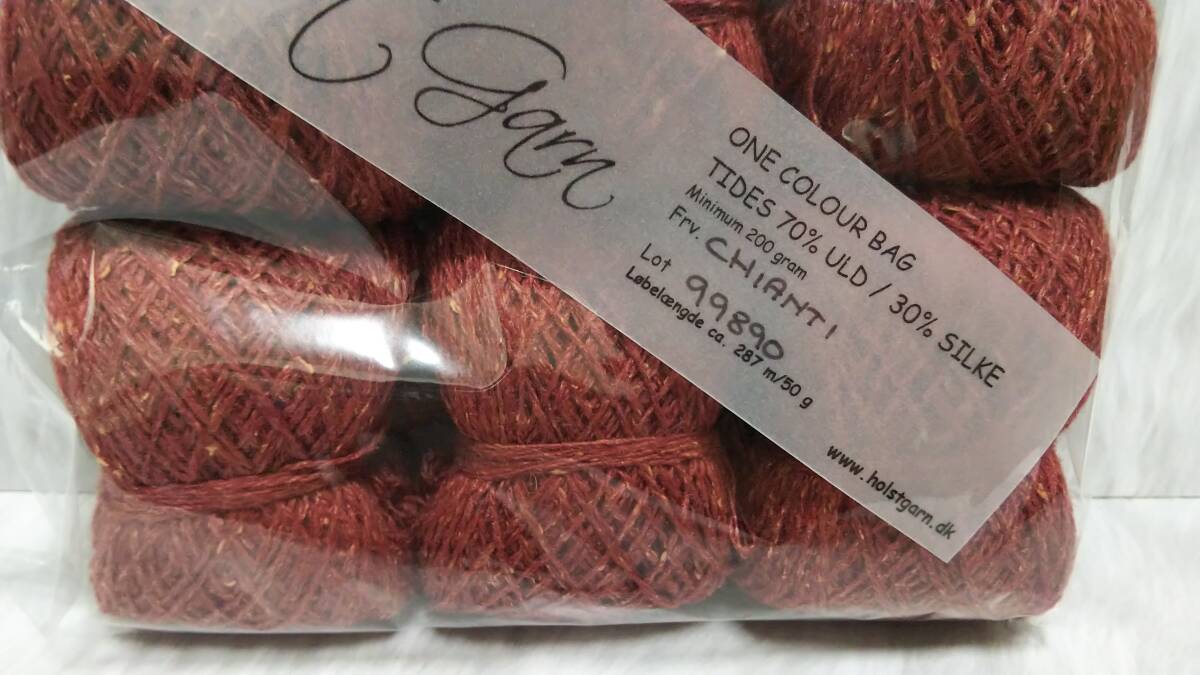 Garn
ONE COLOUR BAG
TIDES 70% ULD / 30% SILKE
Minimum 200 gram
Frv. CHIANTI
Lot 99890
Løbelængde ca. 287 m/50 g
www.holstgarn.dk